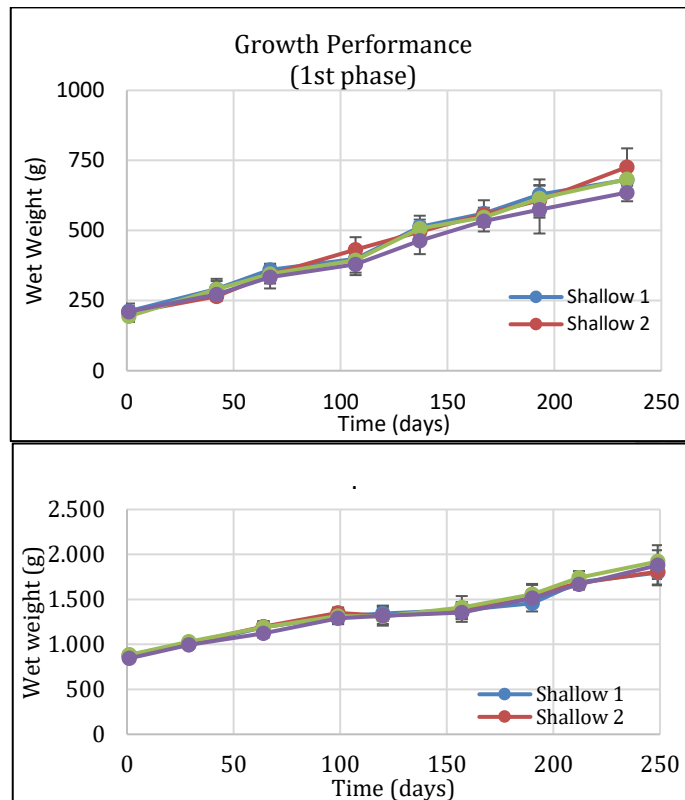 Growth Performance
(1st phase)
1000
750
500
250
0
Wet Weight (g)
Shallow 1
Shallow 2
0 50 100 150 200 250
Time (days)
.
2.500
2.000
1.500
1.000
500
0
Wet weight (g)
Shallow 1
Shallow 2
0 50 100 150 200 250
Time (days)